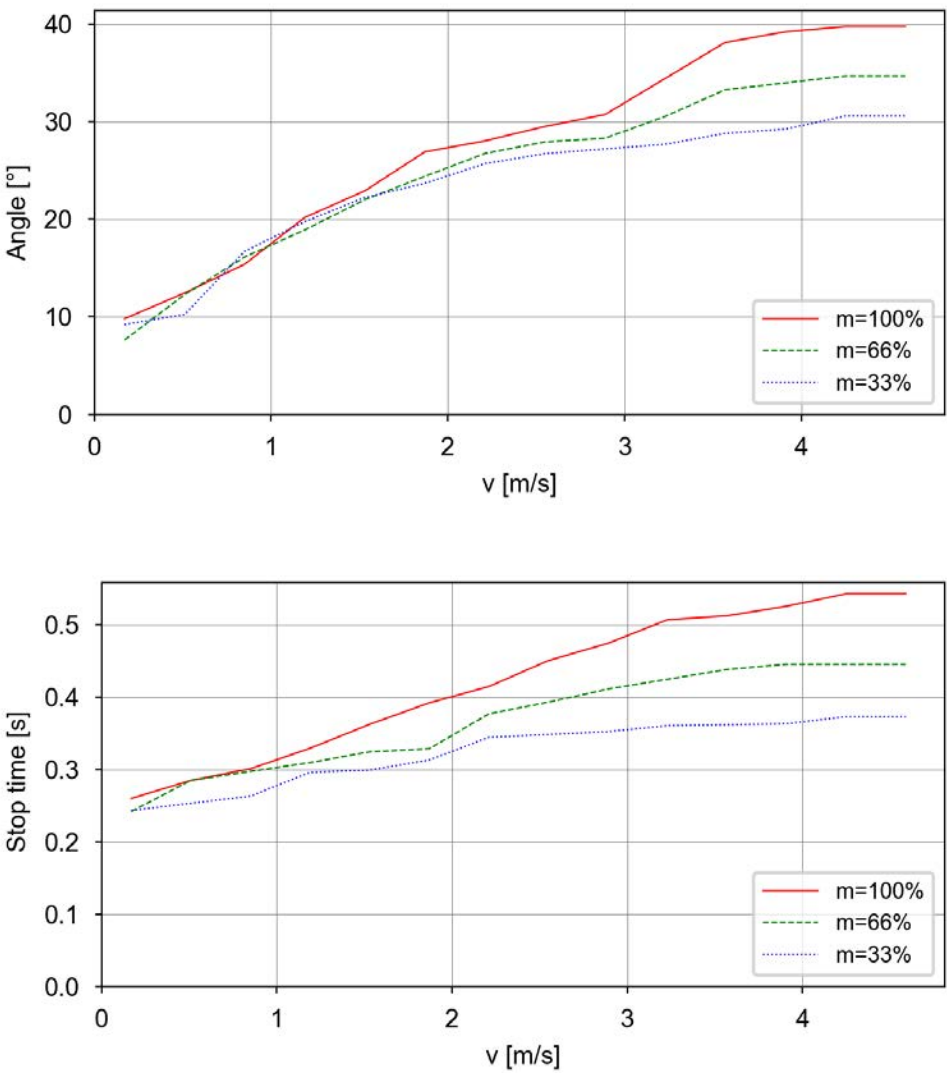 40
30
20
10
0
Angle [°]
m=100%
m=66%
m=33%
0 1 2 3 4
v [m/s]
0.5
0.4
0.3
0.2
0.1
0.0
Stop time [s]
m=100%
m=66%
m=33%
0 1 2 3 4
v [m/s]